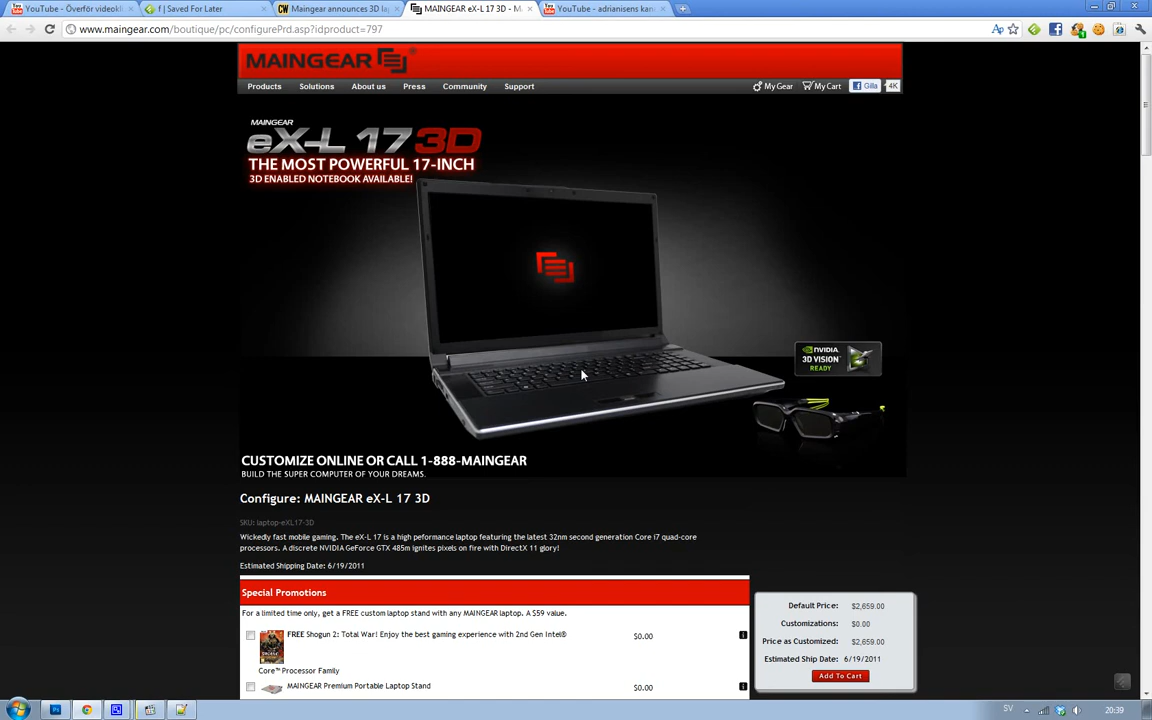 YouTube - Överför videokli
f | Saved For Later
CW Maingear announces 3D la
MAINGEAR eX-L 17 3D - M
YouTube - adrianisens kan
www.maingear.com/boutique/pc/configurePrd.asp?idproduct=797
MAINGEAR
Products Solutions About us Press Community Support My Gear My Cart Gilla 4K
MAINGEAR
eX-L 17 3D
THE MOST POWERFUL 17-INCH
3D ENABLED NOTEBOOK AVAILABLE!
NVIDIA
3D VISION
READY
CUSTOMIZE ONLINE OR CALL 1-888-MAINGEAR
BUILD THE SUPER COMPUTER OF YOUR DREAMS.
Configure: MAINGEAR eX-L 17 3D
SKU: laptop-eXL17-3D
Wickedly fast mobile gaming. The eX-L 17 is a high peformance laptop featuring the latest 32nm second generation Core i7 quad-core
processors. A discrete NVIDIA GeForce GTX 485m ignites pixels on fire with DirectX 11 glory!
Estimated Shipping Date: 6/19/2011
Special Promotions
For a limited time only, get a FREE custom laptop stand with any MAINGEAR laptop. A $59 value.
FREE Shogun 2: Total War! Enjoy the best gaming experience with 2nd Gen Intel® $0.00
Core™ Processor Family
MAINGEAR Premium Portable Laptop Stand $0.00
Default Price: $2,659.00
Customizations: $0.00
Price as Customized: $2,659.00
Estimated Ship Date: 6/19/2011
Add To Cart
SV 20:39